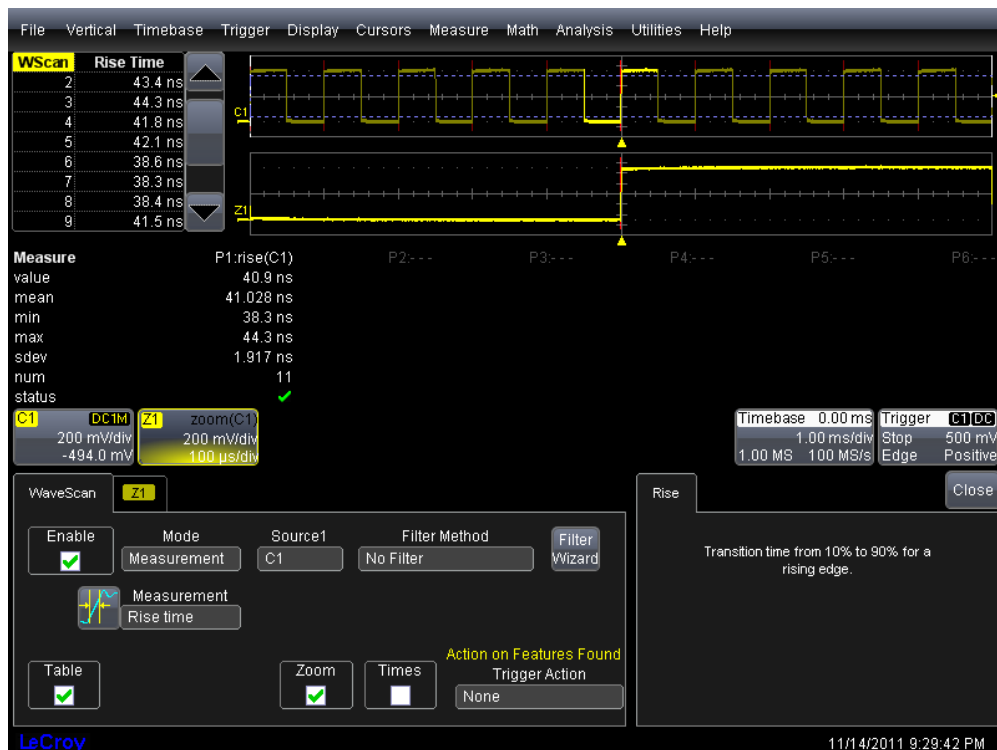 File Vertical Timebase Trigger Display Cursors Measure Math Analysis Utilities Help
WScan Rise Time
2 43.4 ns
3 44.3 ns
4 41.8 ns
5 42.1 ns
6 38.6 ns
7 38.3 ns
8 38.4 ns
9 41.5 ns
C1
Z1
Measure P1:rise(C1) P2:- - - P3:- - - P4:- - - P5:- - - P6:- - -
value 40.9 ns
mean 41.028 ns
min 38.3 ns
max 44.3 ns
sdev 1.917 ns
num 11
status
C1 DC1M
200 mV/div
-494.0 mV
Z1 zoom(C1)
200 mV/div
100 µs/div
Timebase 0.00 ms
1.00 ms/div
1.00 MS 100 MS/s
Trigger C1 DC
Stop 500 mV
Edge Positive
WaveScan Z1
Enable Mode Source1 Filter Method
Measurement C1 No Filter
Filter Wizard
Measurement
Rise time
Table Zoom Times
Action on Features Found
Trigger Action
None
Rise Close
Transition time from 10% to 90% for a
rising edge.
LeCroy 11/14/2011 9:29:42 PM